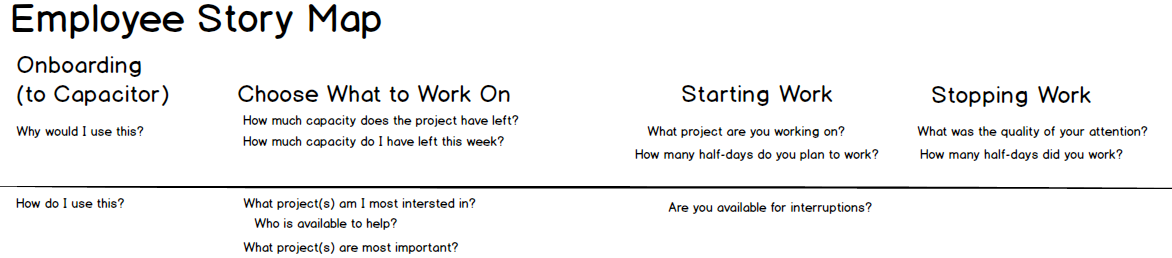 Employee Story Map
Onboarding
(to Capacitor)
Why would I use this?
Choose What to Work On
How much capacity does the project have left?
How much capacity do I have left this week?
Starting Work
What project are you working on?
How many half-days do you plan to work?
Stopping Work
What was the quality of your attention?
How many half-days did you work?
How do I use this?
What project(s) am I most intersted in?
Who is available to help?
What project(s) are most important?
Are you available for interruptions?